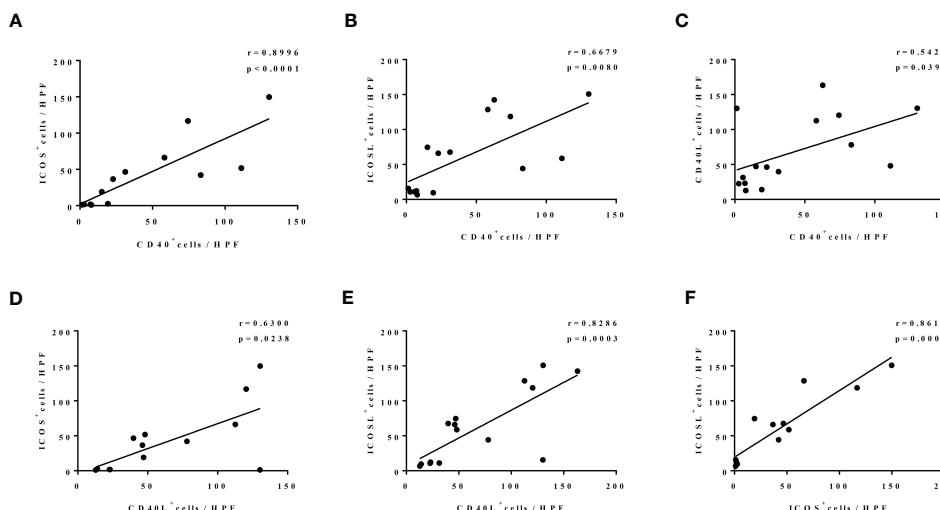 A
B
C
r=0.8996
p<0.0001
r=0.6679
p=0.0080
r=0.542
p=0.039
200
150
100
50
0
ICOS⁺cells/HPF
0 50 100 150
CD40⁺cells/HPF
200
150
100
50
0
ICOSL⁺cells/HPF
0 50 100 150
CD40⁺cells/HPF
200
150
100
50
0
CD40L⁺cells/HPF
0 50 100 1
CD40⁺cells/HPF
D
E
F
r=0.6300
p=0.0238
r=0.8286
p=0.0003
r=0.861
p=0.000
200
150
100
50
0
ICOS⁺cells/HPF
0 50 100 150
CD40L⁺cells/HPF
200
150
100
50
0
ICOSL⁺cells/HPF
0 50 100 150 200
CD40L⁺cells/HPF
200
150
100
50
0
ICOSL⁺cells/HPF
0 50 100 150 2
ICOS⁺cells/HPF